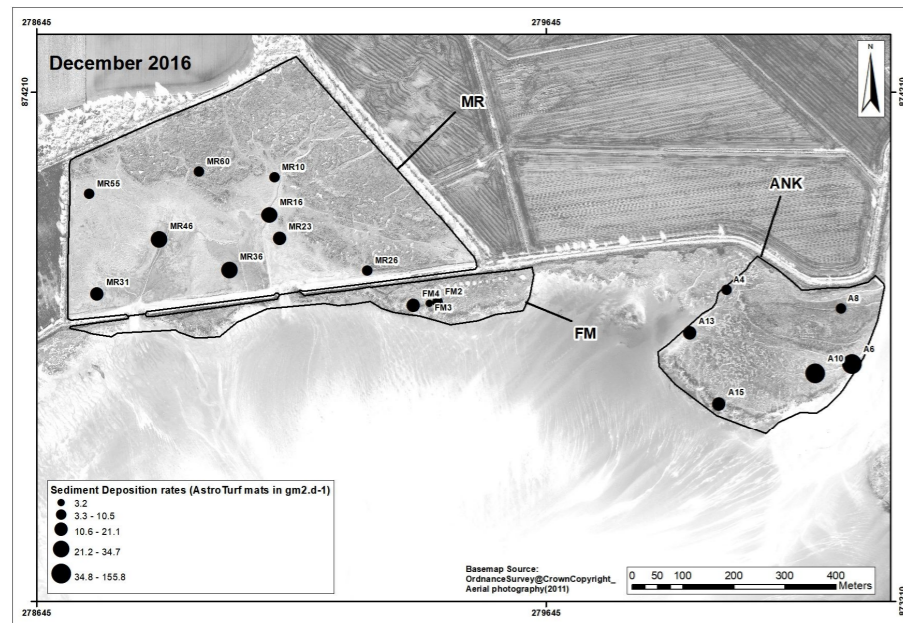 278645
279645
December 2016
N
874210
874210
MR
MR60
MR10
ANK
MR55
MR16
MR46
MR23
MR36
MR26
A4
MR31
FM4
FM2
FM3
A8
FM
A13
A10
A6
A15
Sediment Deposition rates (AstroTurf mats in gm2.d-1)
3.2
3.3 - 10.5
10.6 - 21.1
21.2 - 34.7
34.8 - 155.8
Basemap Source:
OrdnanceSurvey@CrownCopyright_
Aerial photography(2011)
0 50 100 200 300 400
Meters
873210
278645
279645